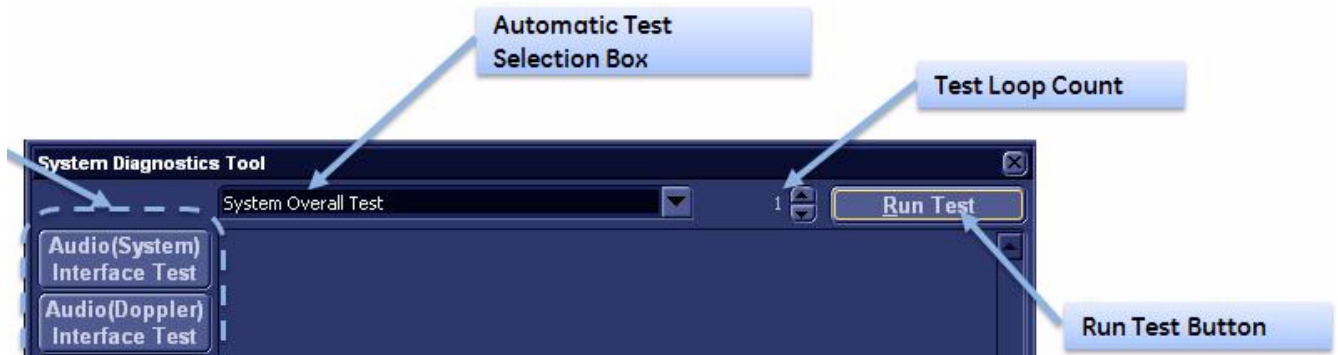 Automatic Test
Selection Box
Test Loop Count
System Diagnostics Tool
System Overall Test
1
Run Test
Audio(System)
Interface Test
Audio(Doppler)
Interface Test
Run Test Button